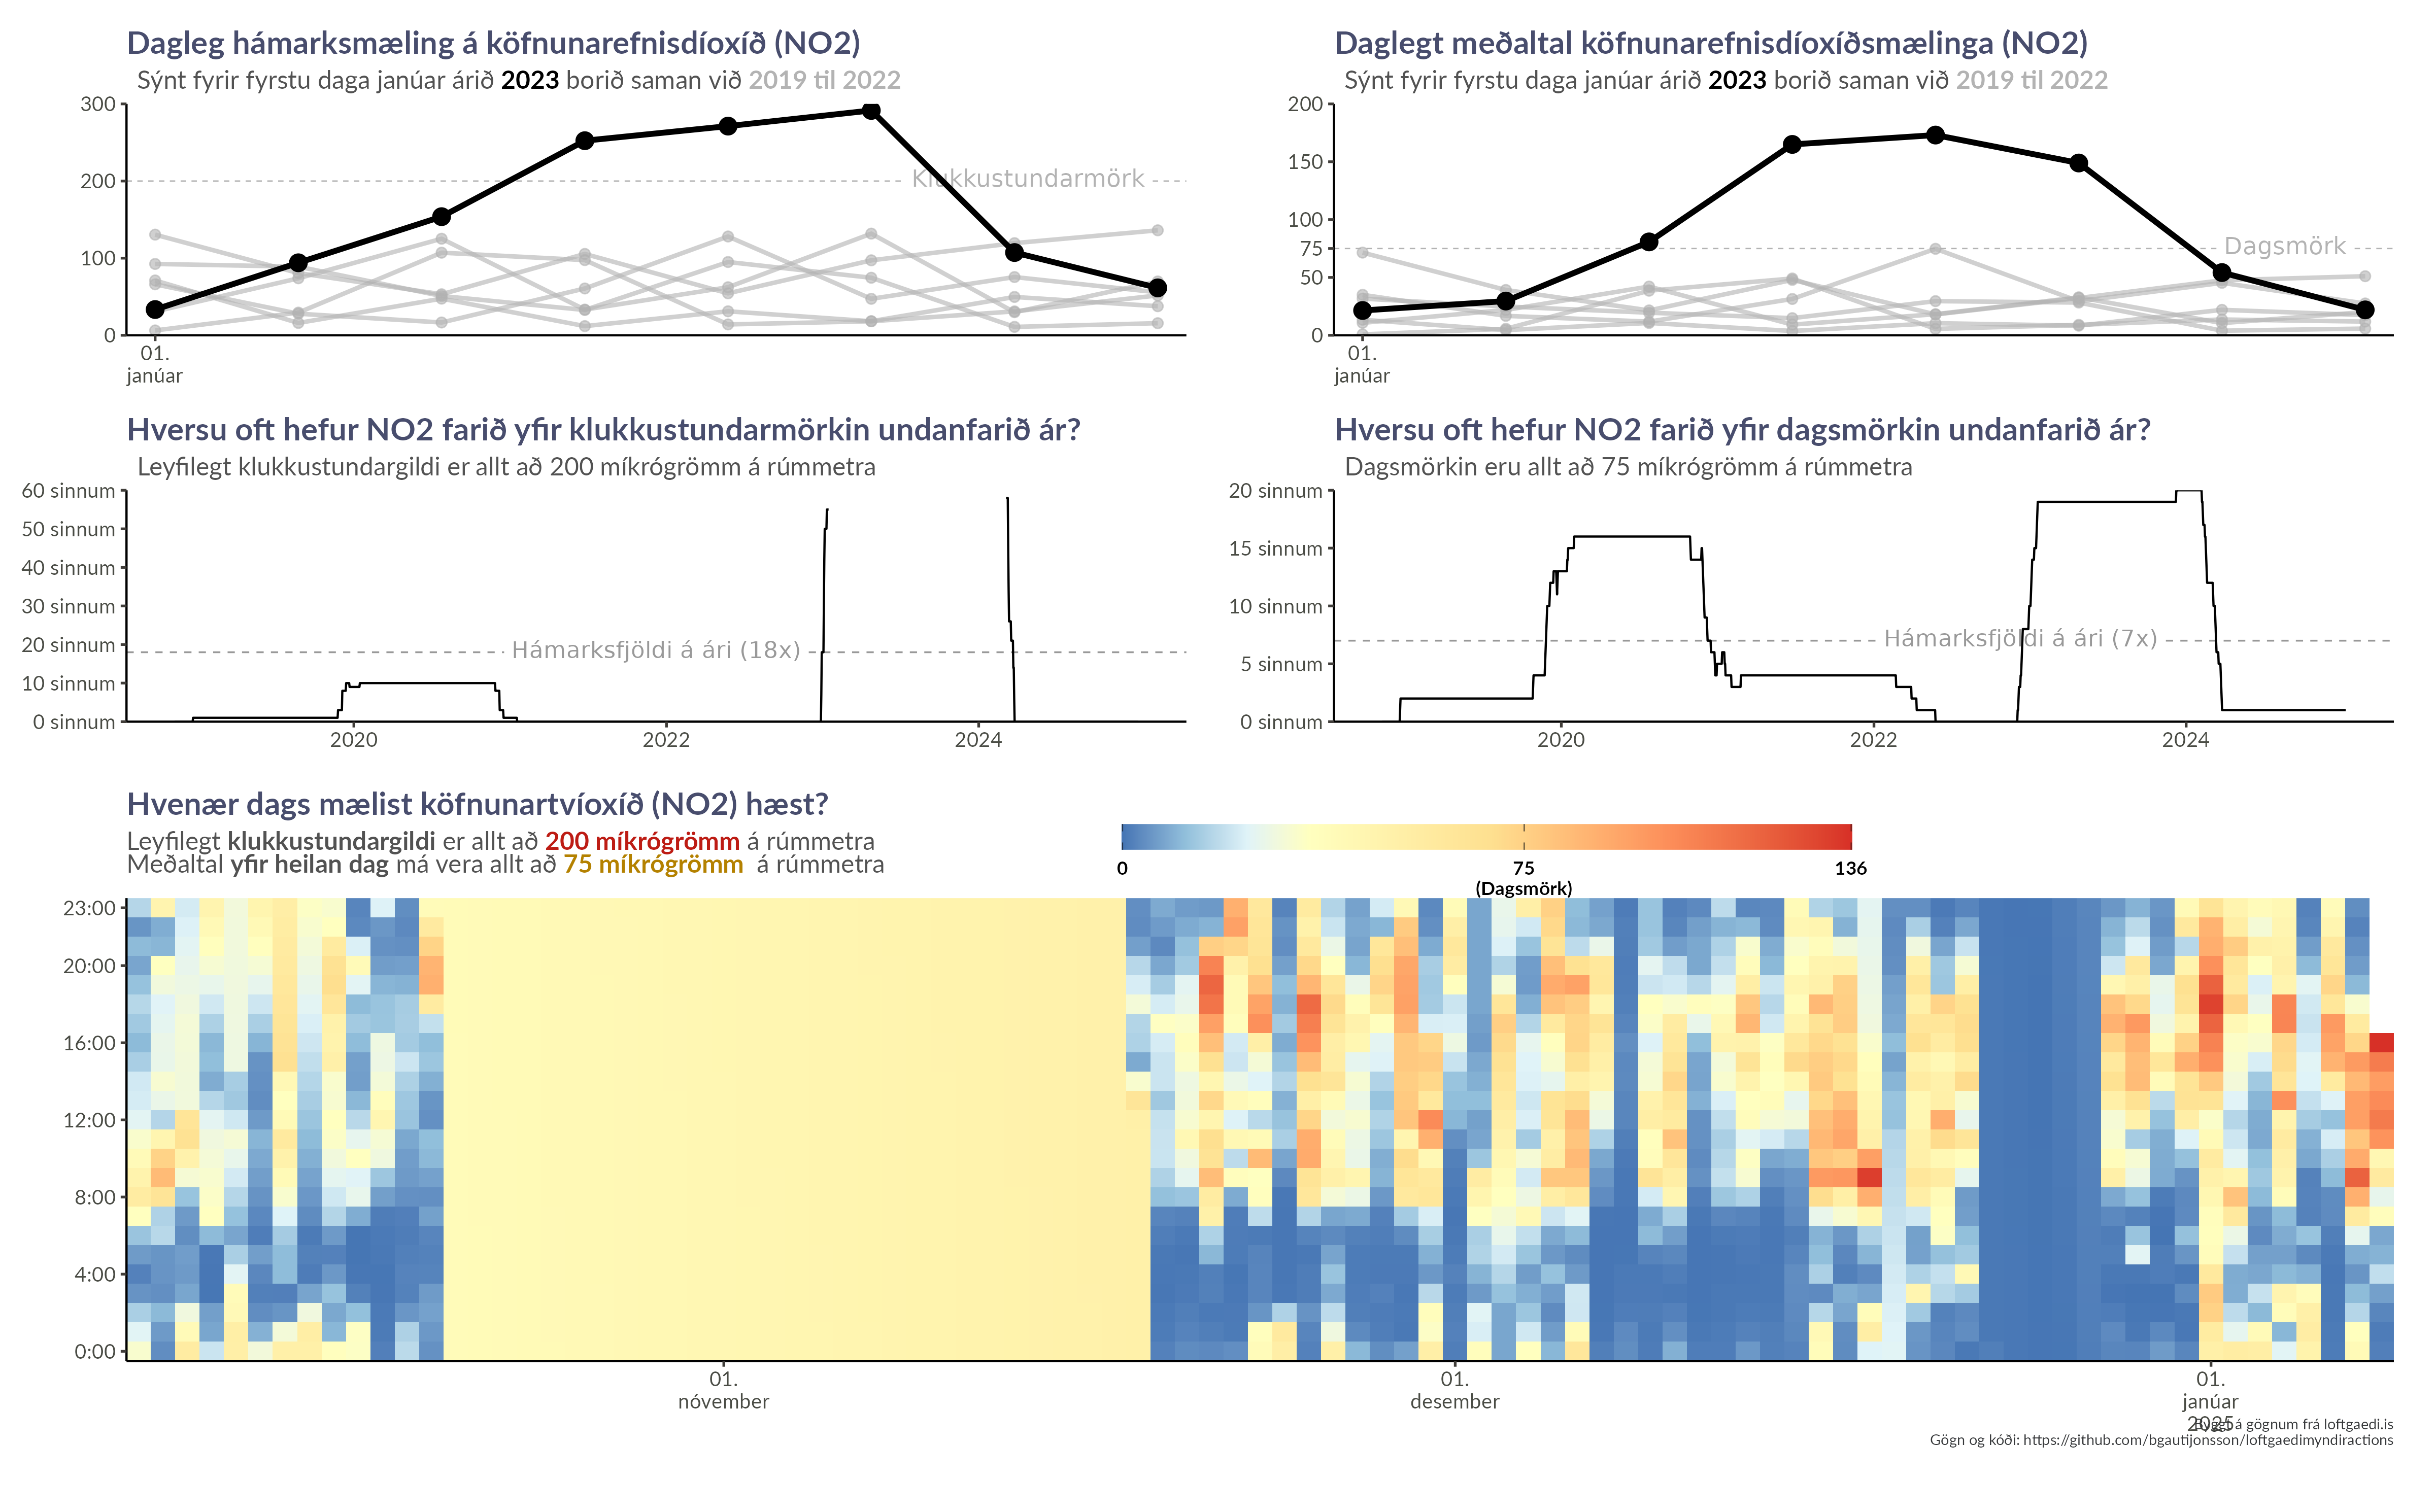 Dagleg hámarksmæling á köfnunarefnisdíoxíð (NO2)
Sýnt fyrir fyrstu daga janúar árið 2023 borið saman við 2019 til 2022
300
200
100
0
Klukkustundarmörk
01.
janúar
Daglegt meðaltal köfnunarefnisdíoxíðsmælinga (NO2)
Sýnt fyrir fyrstu daga janúar árið 2023 borið saman við 2019 til 2022
200
150
100
75
50
0
Dagsmörk
01.
janúar
Hversu oft hefur NO2 farið yfir klukkustundarmörkin undanfarið ár?
Leyfilegt klukkustundargildi er allt að 200 míkrógrömm á rúmmetra
60 sinnum
50 sinnum
40 sinnum
30 sinnum
20 sinnum
10 sinnum
0 sinnum
Hámarksfjöldi á ári (18x)
2020
2022
2024
Hversu oft hefur NO2 farið yfir dagsmörkin undanfarið ár?
Dagsmörkin eru allt að 75 míkrógrömm á rúmmetra
20 sinnum
15 sinnum
10 sinnum
5 sinnum
0 sinnum
Hámarksfjöldi á ári (7x)
2020
2022
2024
Hvenær dags mælist köfnunartvíoxíð (NO2) hæst?
Leyfilegt klukkustundargildi er allt að 200 míkrógrömm á rúmmetra
Meðaltal yfir heilan dag má vera allt að 75 míkrógrömm á rúmmetra
0
75
(Dagsmörk)
136
23:00
20:00
16:00
12:00
8:00
4:00
0:00
01.
nóvember
01.
desember
01.
janúar
2025
Byggt á gögnum frá loftgaedi.is
Gögn og kóði: https://github.com/bgautijonsson/loftgaedimyndiractions